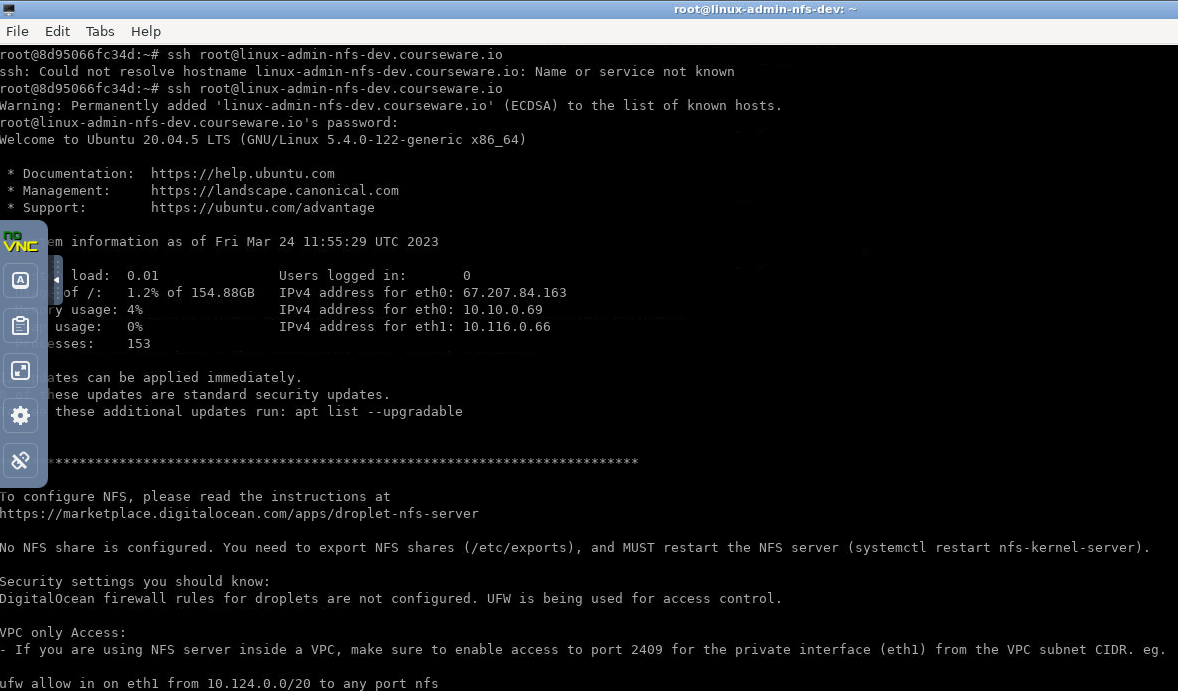 root@linux-admin-nfs-dev: ~
File Edit Tabs Help
root@8d95066fc34d:~# ssh root@linux-admin-nfs-dev.courseware.io
ssh: Could not resolve hostname linux-admin-nfs-dev.courseware.io: Name or service not known
root@8d95066fc34d:~# ssh root@linux-admin-nfs-dev.courseware.io
Warning: Permanently added 'linux-admin-nfs-dev.courseware.io' (ECDSA) to the list of known hosts.
root@linux-admin-nfs-dev.courseware.io's password:
Welcome to Ubuntu 20.04.5 LTS (GNU/Linux 5.4.0-122-generic x86_64)
* Documentation: https://help.ubuntu.com
* Management: https://landscape.canonical.com
* Support: https://ubuntu.com/advantage
no
VNC
em information as of Fri Mar 24 11:55:29 UTC 2023
load: 0.01 Users logged in: 0
A
of /: 1.2% of 154.88GB IPv4 address for eth0: 67.207.84.163
ry usage: 4% IPv4 address for eth0: 10.10.0.69
usage: 0% IPv4 address for eth1: 10.116.0.66
esses: 153
ates can be applied immediately.
hese updates are standard security updates.
these additional updates run: apt list --upgradable
**************************************************************************
To configure NFS, please read the instructions at
https://marketplace.digitalocean.com/apps/droplet-nfs-server
No NFS share is configured. You need to export NFS shares (/etc/exports), and MUST restart the NFS server (systemctl restart nfs-kernel-server).
Security settings you should know:
DigitalOcean firewall rules for droplets are not configured. UFW is being used for access control.
VPC only Access:
- If you are using NFS server inside a VPC, make sure to enable access to port 2409 for the private interface (eth1) from the VPC subnet CIDR. eg.
ufw allow in on eth1 from 10.124.0.0/20 to any port nfs